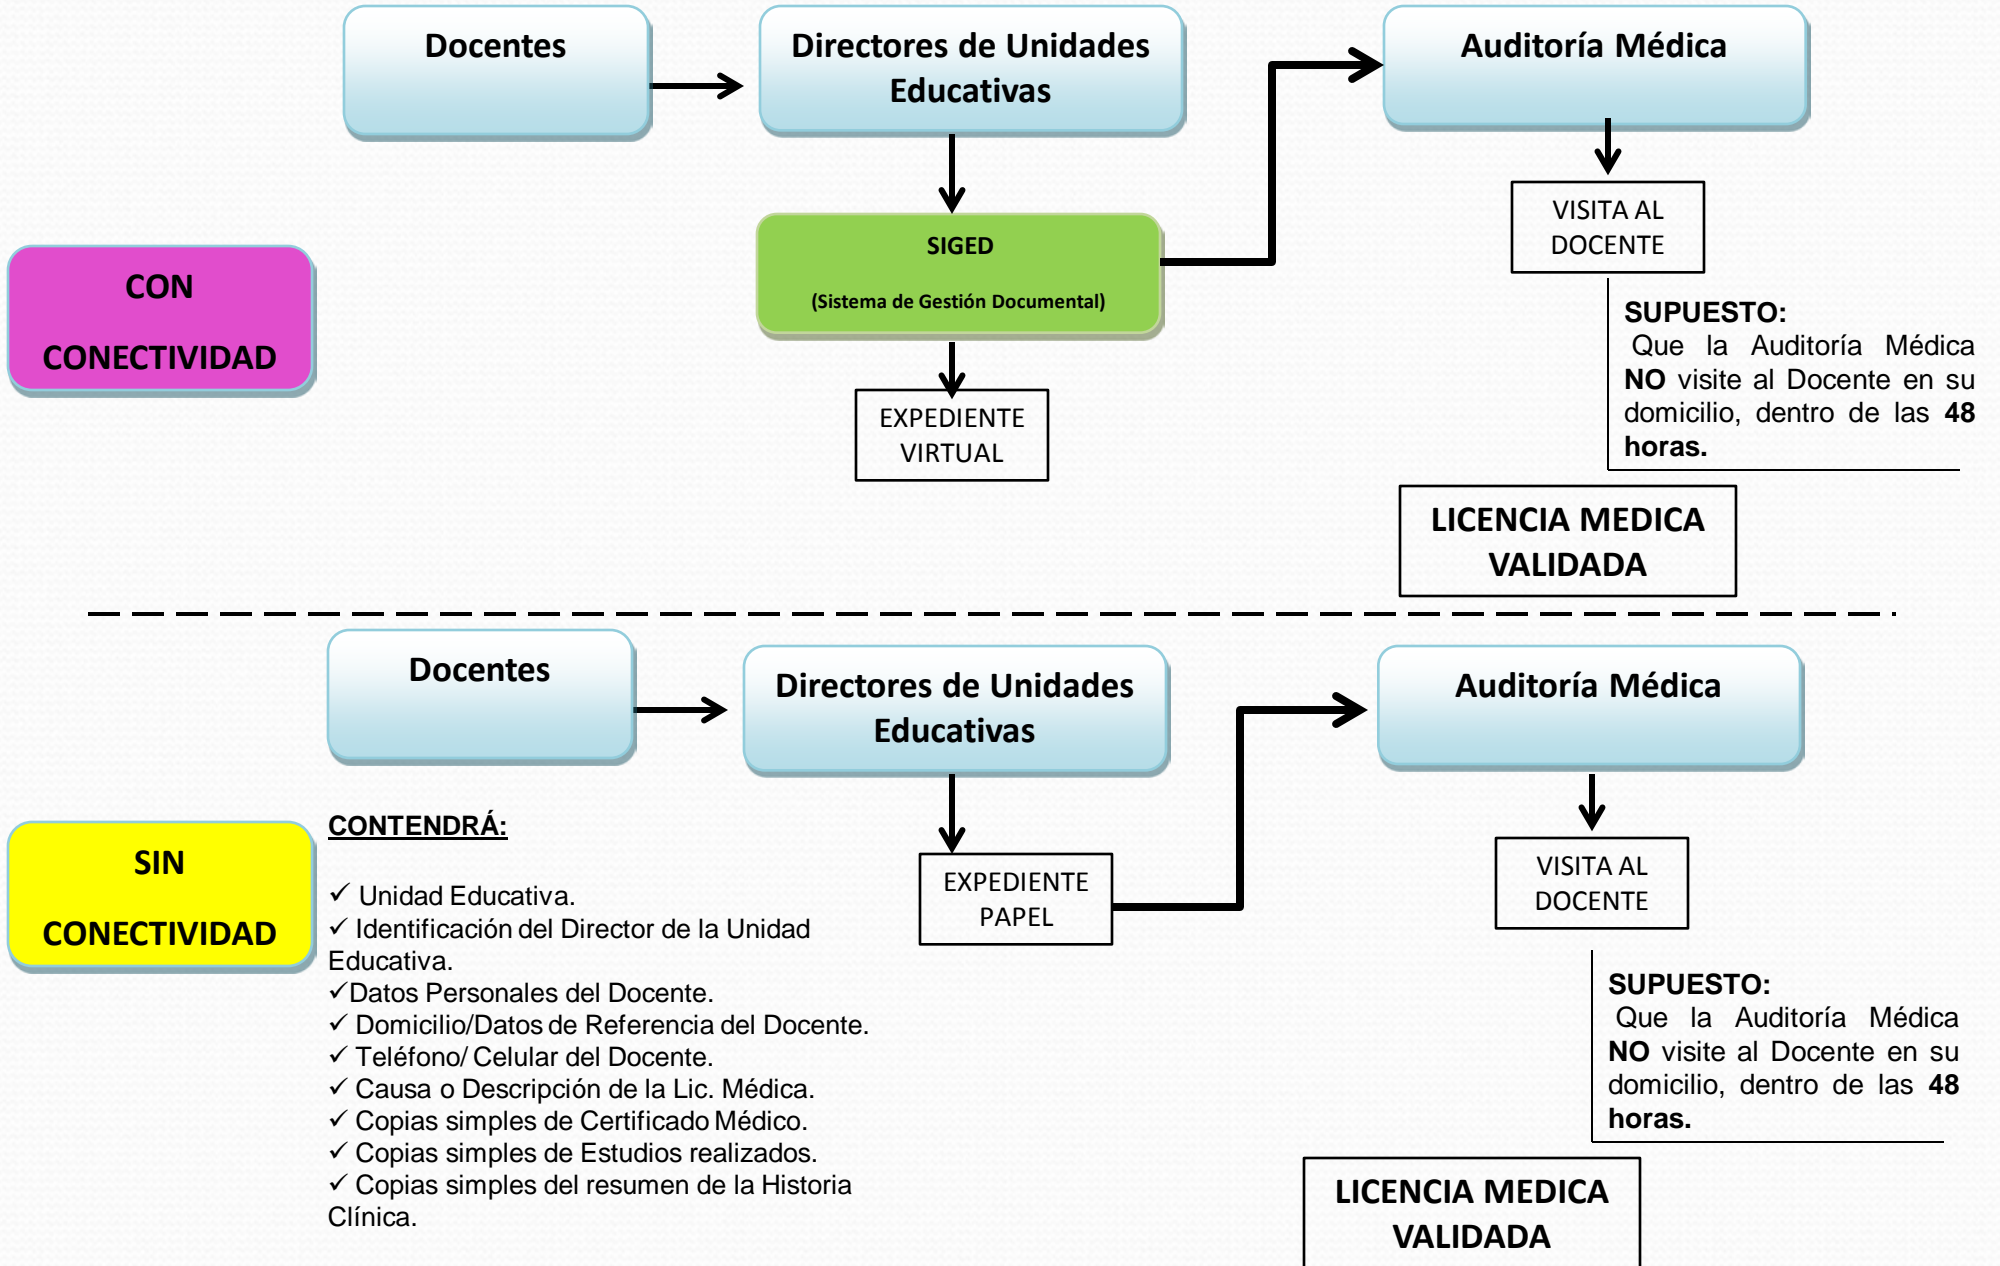 Docentes
Directores de Unidades
Educativas
Auditoría Médica
VISITA AL
DOCENTE
SIGED
(Sistema de Gestión Documental)
CON
CONECTIVIDAD
SUPUESTO:
Que la Auditoría Médica
NO visite al Docente en su
domicilio, dentro de las 48
horas.
EXPEDIENTE
VIRTUAL
LICENCIA MEDICA
VALIDADA
Docentes
Directores de Unidades
Educativas
Auditoría Médica
SIN
CONECTIVIDAD
CONTENDRÁ:
✓ Unidad Educativa.
✓ Identificación del Director de la Unidad
Educativa.
✓Datos Personales del Docente.
✓ Domicilio/Datos de Referencia del Docente.
✓ Teléfono/ Celular del Docente.
✓ Causa o Descripción de la Lic. Médica.
✓ Copias simples de Certificado Médico.
✓ Copias simples de Estudios realizados.
✓ Copias simples del resumen de la Historia
Clínica.
EXPEDIENTE
PAPEL
VISITA AL
DOCENTE
SUPUESTO:
Que la Auditoría Médica
NO visite al Docente en su
domicilio, dentro de las 48
horas.
LICENCIA MEDICA
VALIDADA